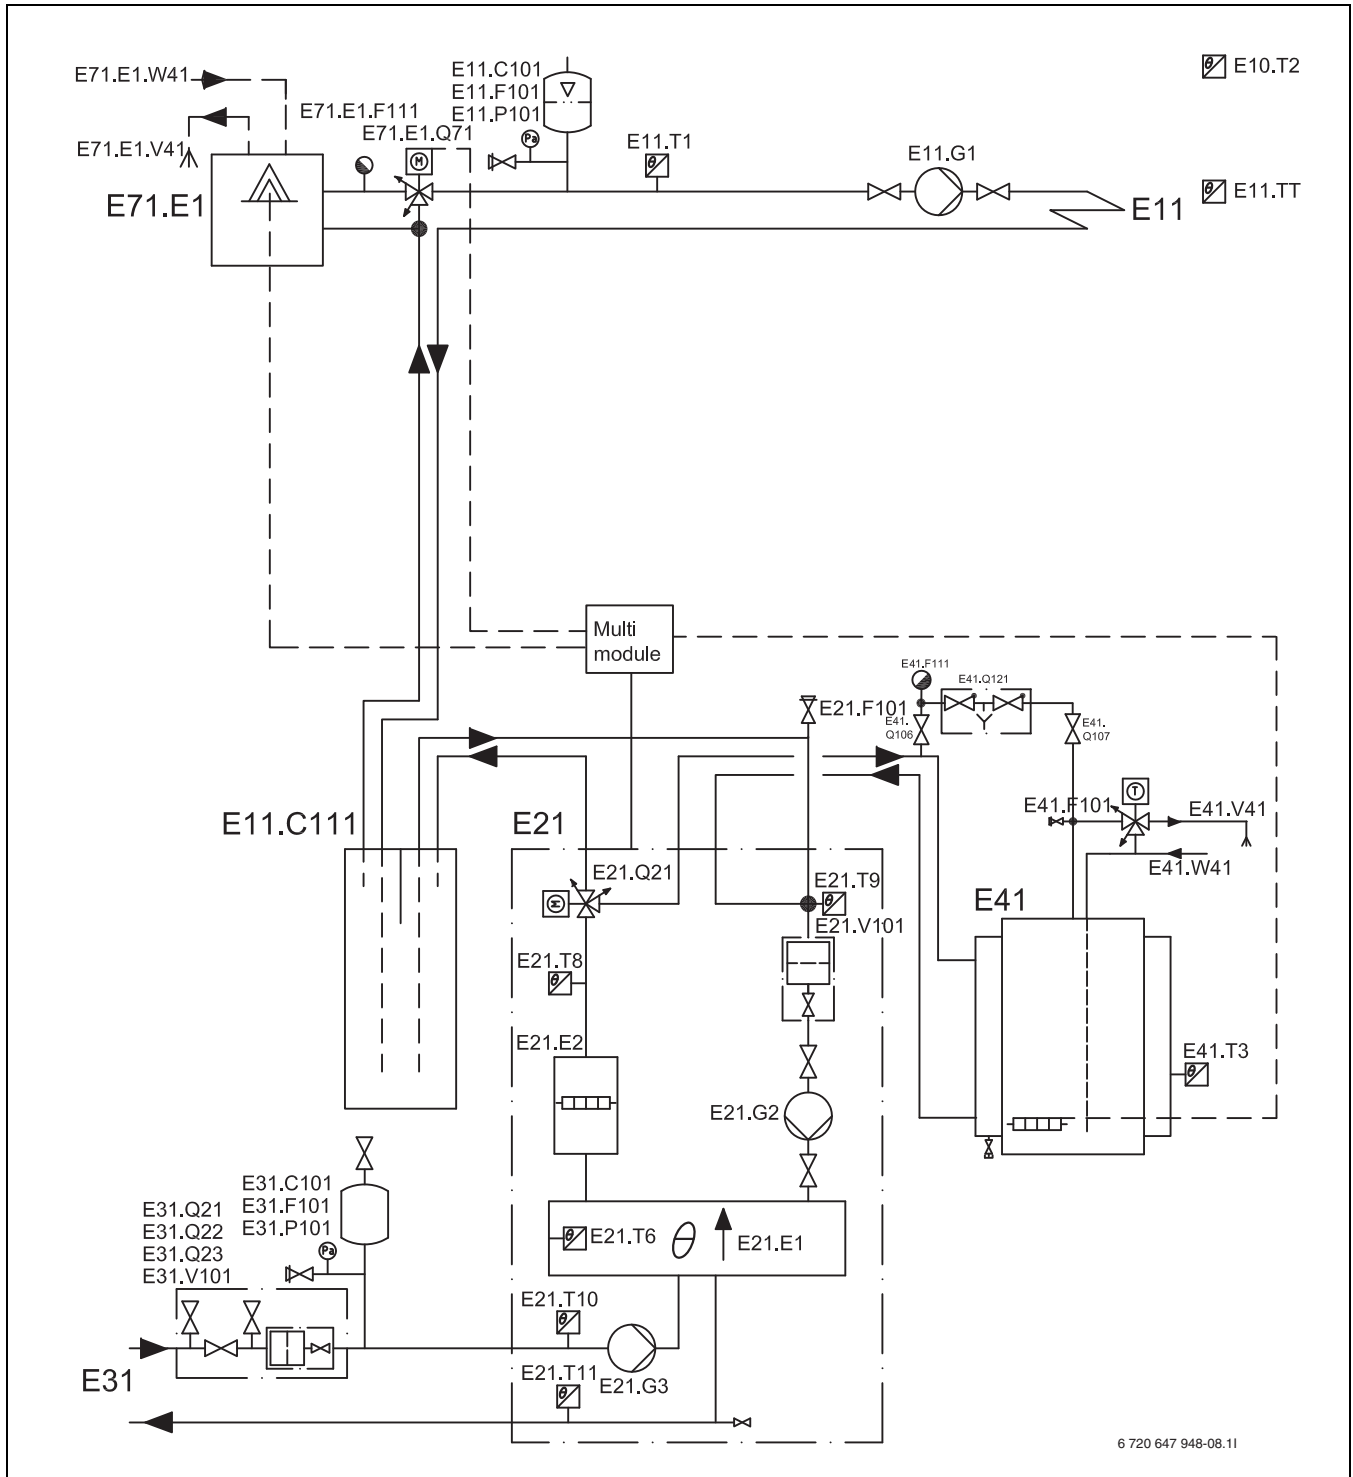 E71.E1.W41
E71.E1.F111
E71.E1.Q71
E71.E1.V41
E71.E1
E11.C101
E11.F101
E11.P101
Pa
M
E11.T1
θ
E11.G1
E11
θ E10.T2
θ E11.TT
Multi
module
E41.F111
E41.Q121
E21.F101
E41.
Q106
E41.
Q107
E11.C111
E21
E41.F101
T
E41.V41
E41.W41
E21.Q21
M
E21.T9
θ
E21.V101
E41
E21.T8
θ
E21.E2
E21.G2
E41.T3
θ
E31.C101
E31.F101
E31.P101
Pa
E31.Q21
E31.Q22
E31.Q23
E31.V101
θ E21.T6
E21.E1
E21.T10
θ
E21.G3
E21.T11
θ
E31
6 720 647 948-08.1I